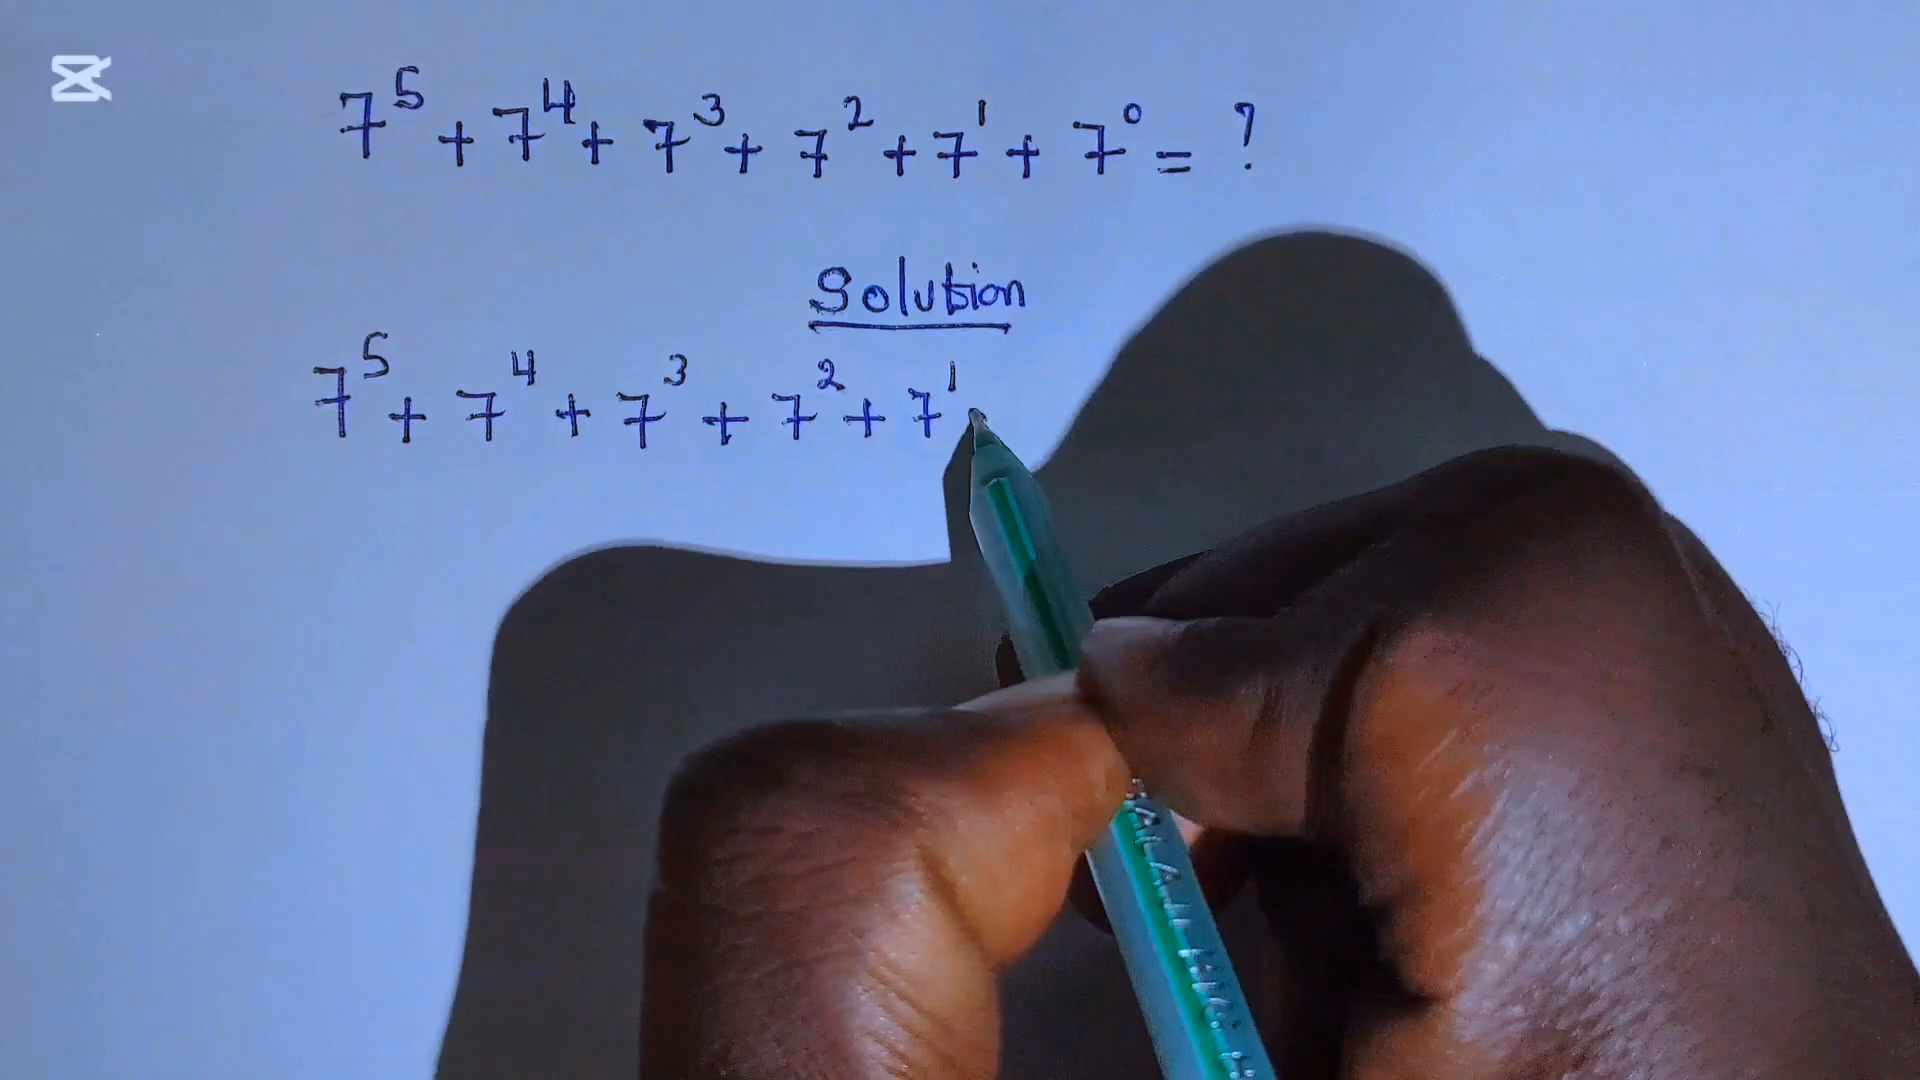 7⁵ + 7⁴ + 7³ + 7² + 7¹ + 7⁰ = ?
Solution
7⁵ + 7⁴ + 7³ + 7² + 7¹